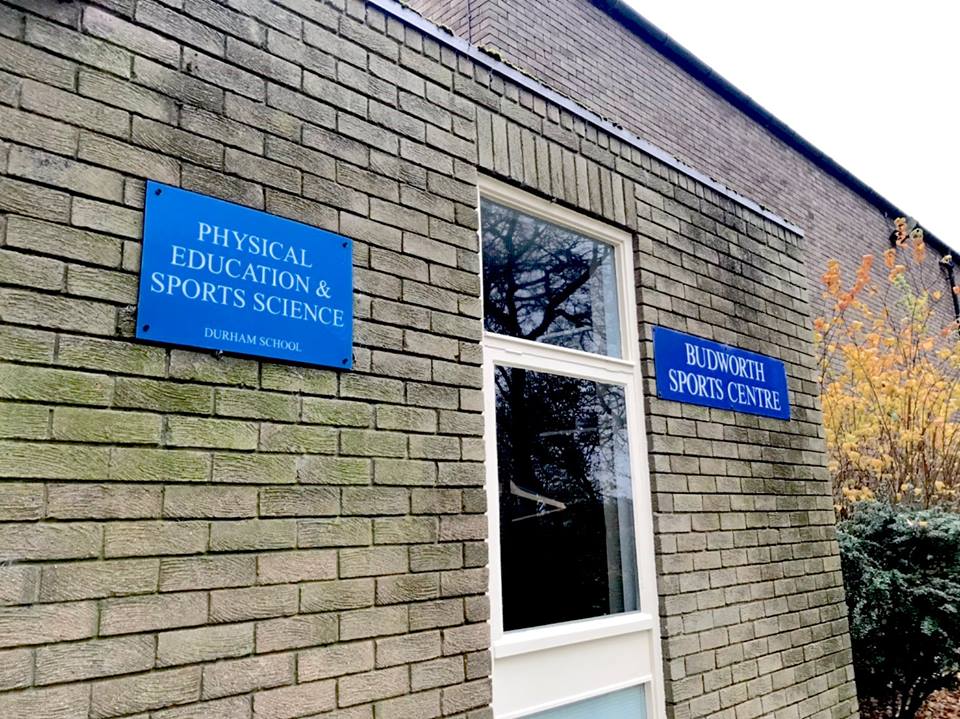 PHYSICAL
EDUCATION &
SPORTS SCIENCE
DURHAM SCHOOL
BUDWORTH
SPORTS CENTRE